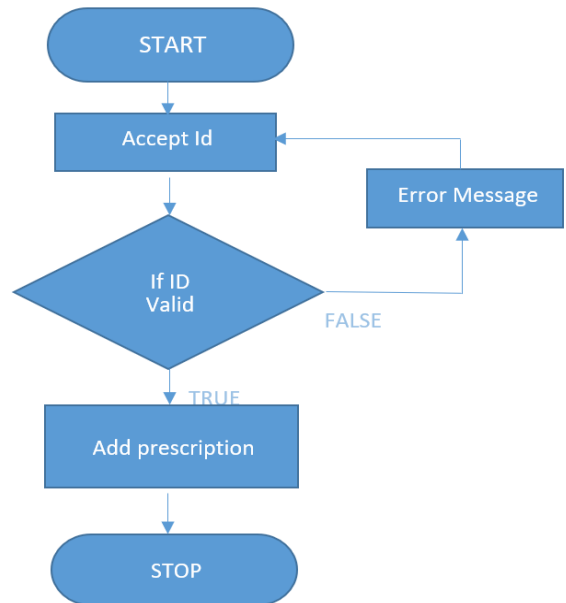 START
Accept Id
Error Message
If ID
Valid
FALSE
TRUE
Add prescription
STOP